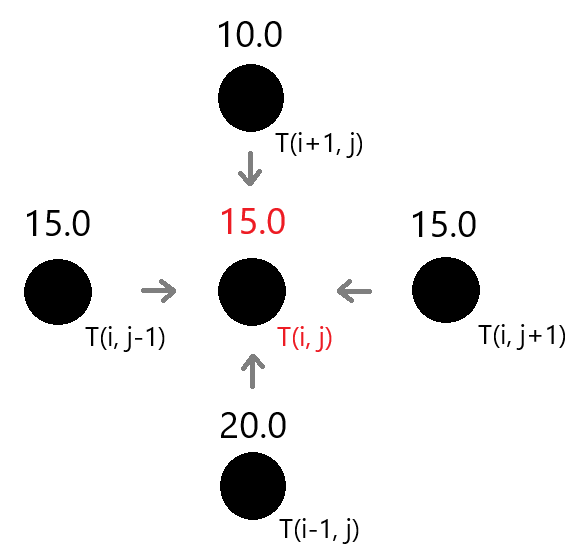 10.0
T(i+1, j)
15.0
15.0
15.0
T(i, j-1)
T(i, j)
T(i, j+1)
20.0
T(i-1, j)